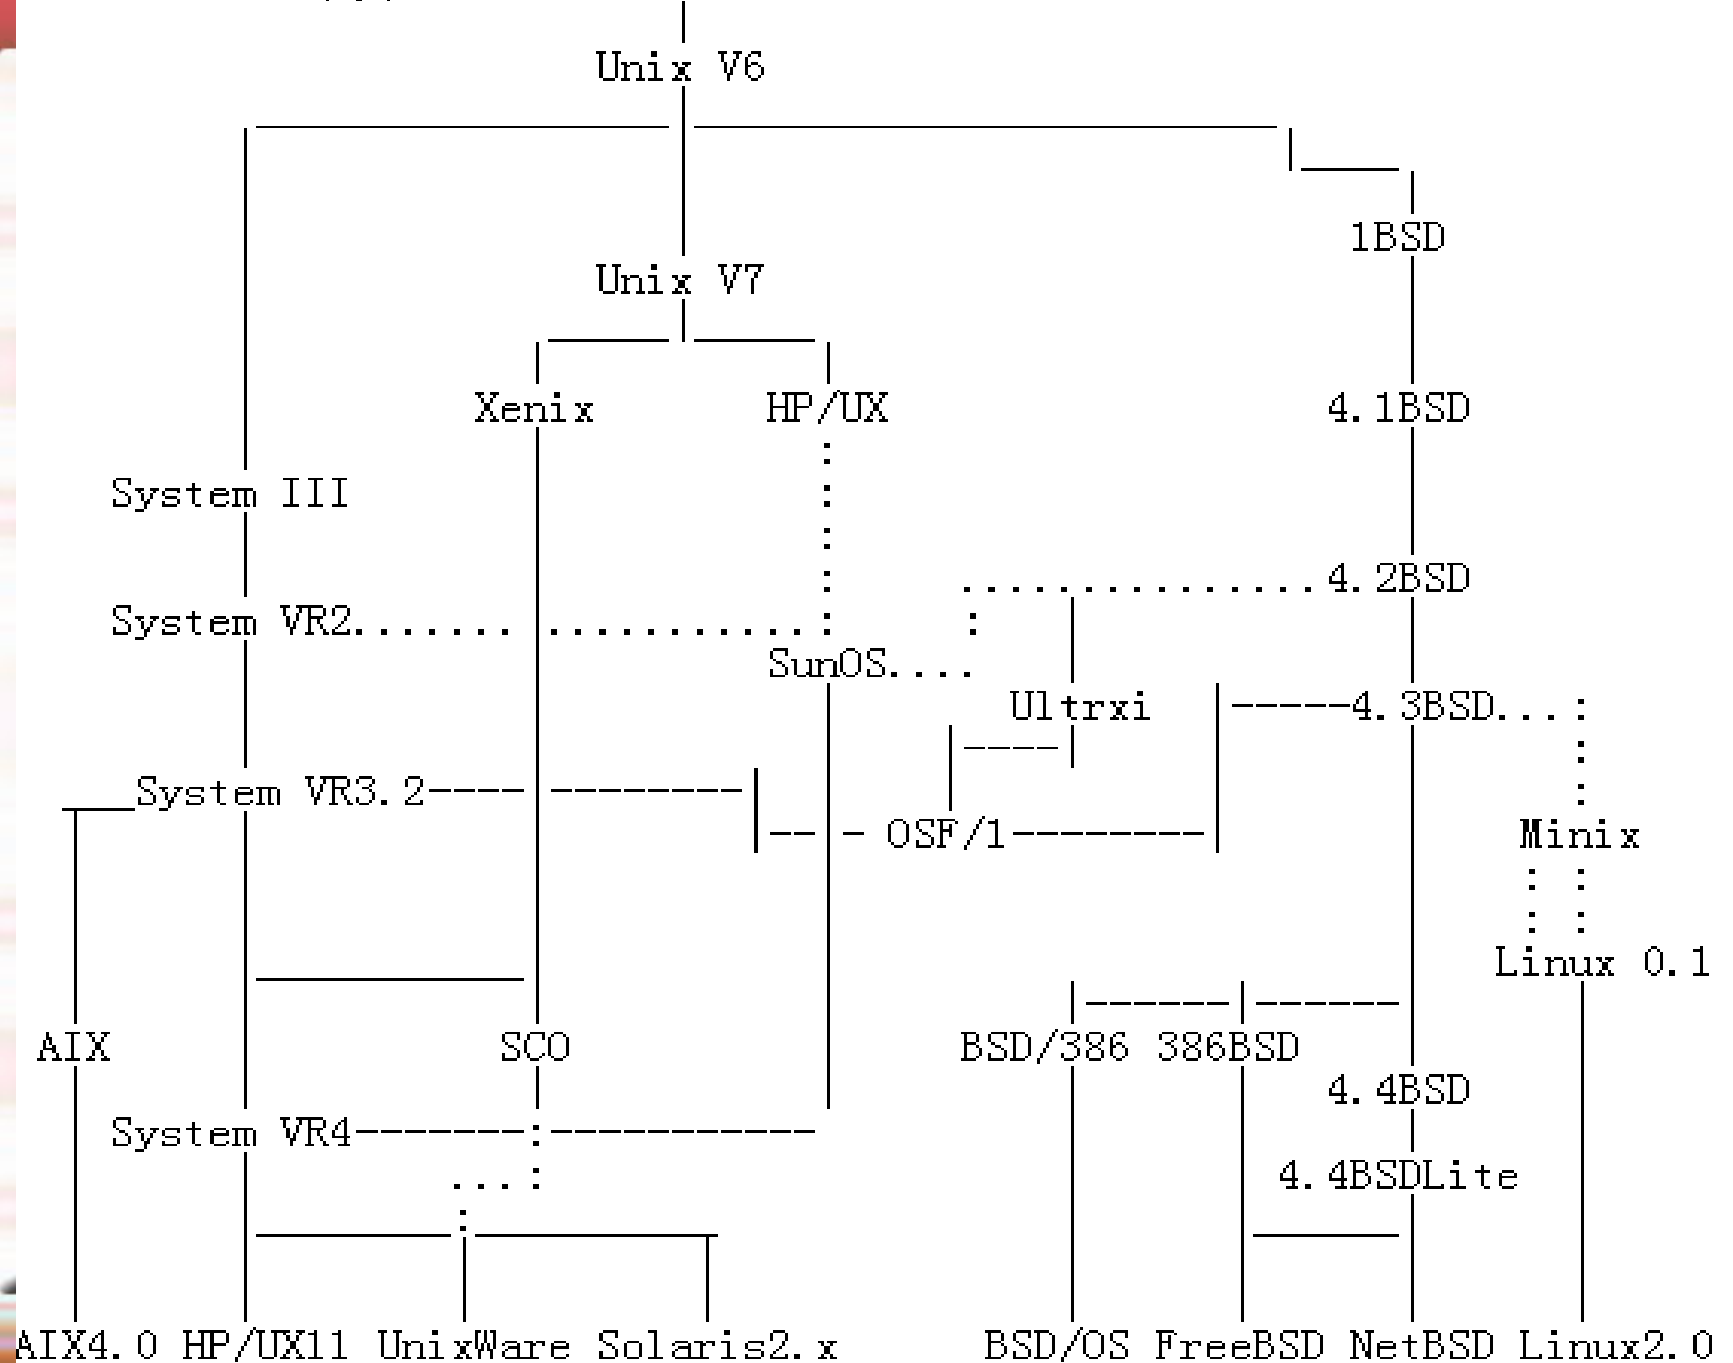 Unix V6
1BSD
Unix V7
Xenix HP/UX 4.1BSD
System III
4.2BSD
System VR2
SunOS
Ultrxi 4.3BSD
System VR3.2
OSF/1 Minix
Linux 0.1
AIX SCO BSD/386 386BSD
4.4BSD
System VR4
4.4BSDLite
AIX4.0 HP/UX11 UnixWare Solaris2.x BSD/OS FreeBSD NetBSD Linux2.0